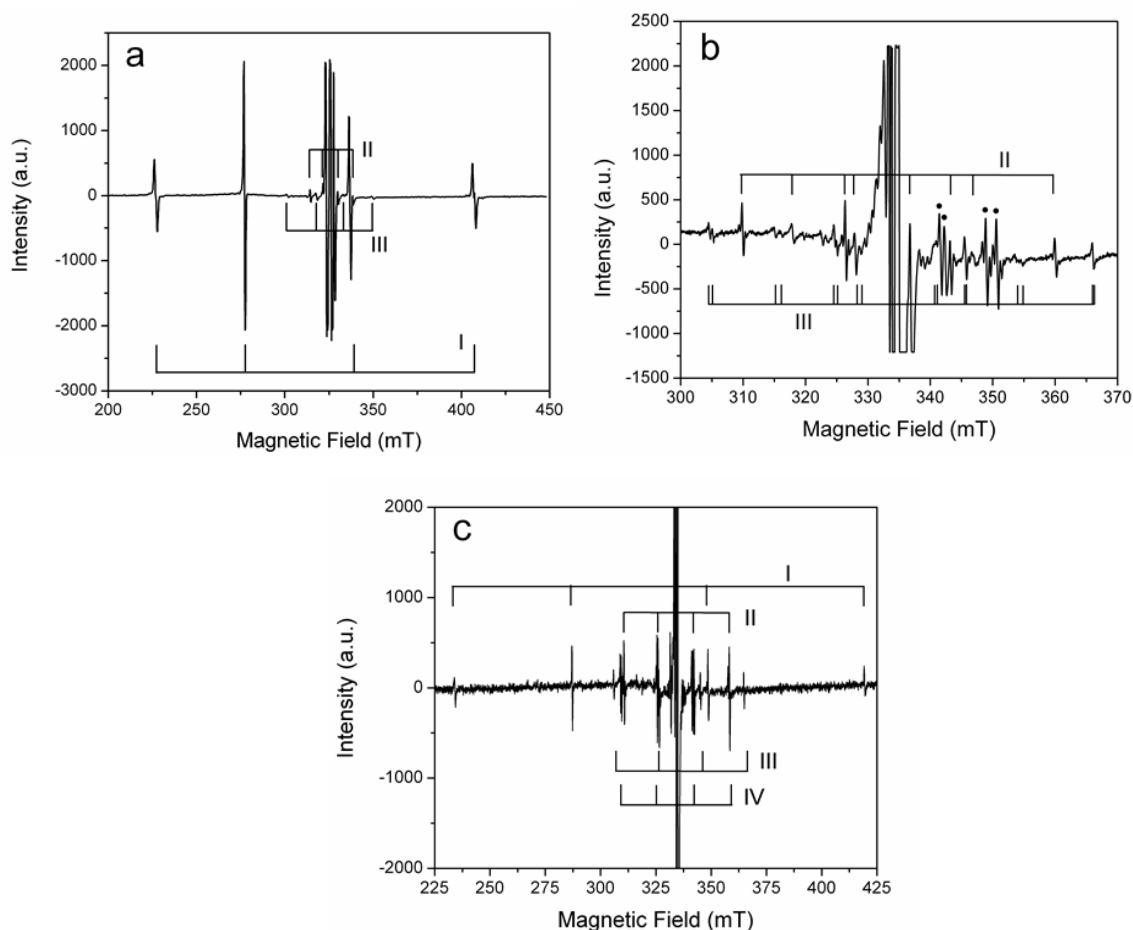 a
2000
1000
0
-1000
-2000
-3000
Intensity (a.u.)
II
III
I
200 250 300 350 400 450
Magnetic Field (mT)
b
2500
2000
1500
1000
500
0
-500
-1000
-1500
Intensity (a.u.)
II
III
300 310 320 330 340 350 360 370
Magnetic Field (mT)
c
2000
1000
0
-1000
-2000
Intensity (a.u.)
I
II
III
IV
225 250 275 300 325 350 375 400 425
Magnetic Field (mT)